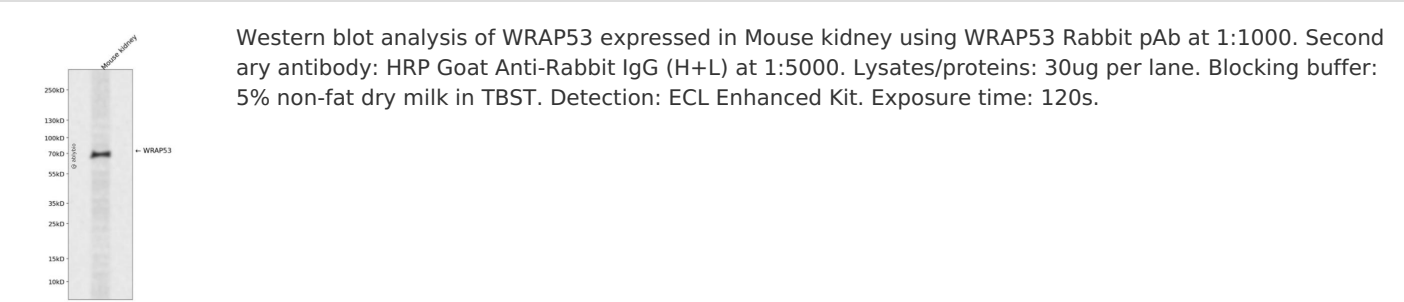 Mouse kidney
Western blot analysis of WRAP53 expressed in Mouse kidney using WRAP53 Rabbit pAb at 1:1000. Second
ary antibody: HRP Goat Anti-Rabbit IgG (H+L) at 1:5000. Lysates/proteins: 30ug per lane. Blocking buffer:
5% non-fat dry milk in TBST. Detection: ECL Enhanced Kit. Exposure time: 120s.
250kD
130kD
100kD
70kD
← WRAP53
55kD
35kD
25kD
15kD
10kD